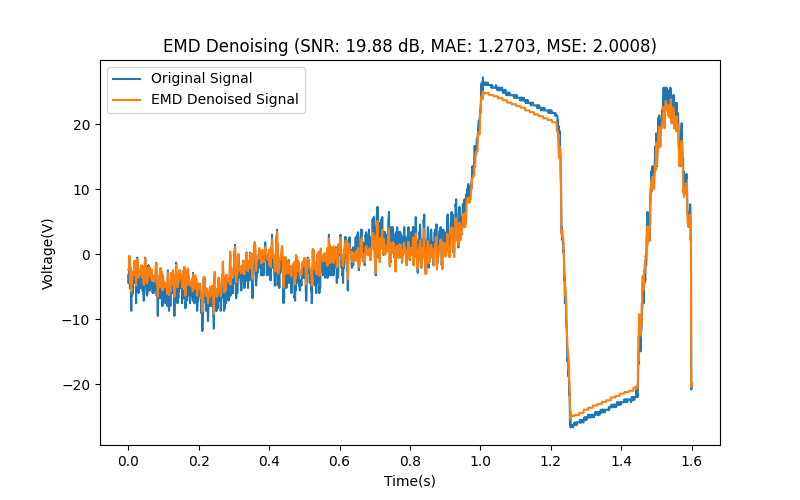 EMD Denoising (SNR: 19.88 dB, MAE: 1.2703, MSE: 2.0008)
Original Signal
EMD Denoised Signal
Voltage(V)
20
10
0
−10
−20
0.0 0.2 0.4 0.6 0.8 1.0 1.2 1.4 1.6
Time(s)